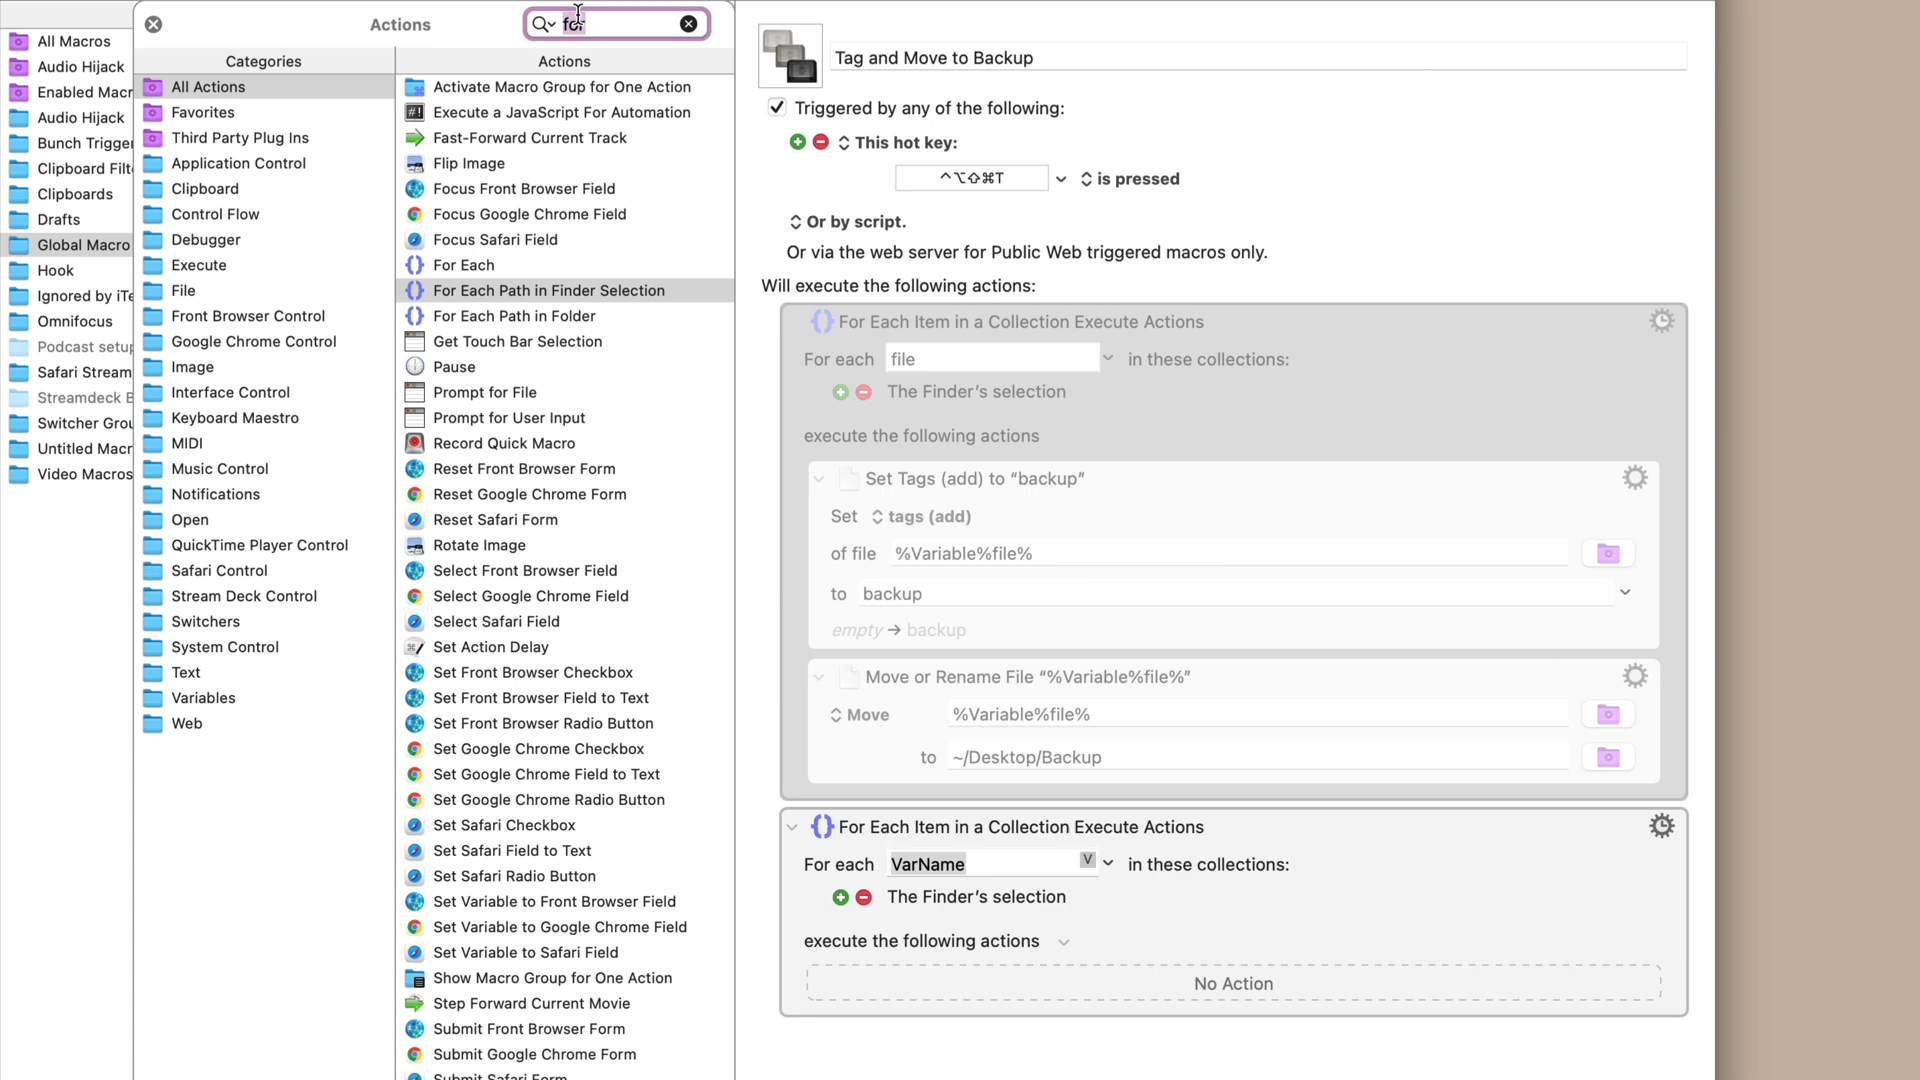 Actions
for
Categories
Actions
All Macros
Audio Hijack
Enabled Macr
Audio Hijack
Bunch Trigger
Clipboard Filt
Clipboards
Drafts
Global Macro
Hook
Ignored by iTe
Omnifocus
Podcast setup
Safari Stream
Streamdeck B
Switcher Grou
Untitled Macr
Video Macros
All Actions
Favorites
Third Party Plug Ins
Application Control
Clipboard
Control Flow
Debugger
Execute
File
Front Browser Control
Google Chrome Control
Image
Interface Control
Keyboard Maestro
MIDI
Music Control
Notifications
Open
QuickTime Player Control
Safari Control
Stream Deck Control
Switchers
System Control
Text
Variables
Web
Activate Macro Group for One Action
Execute a JavaScript For Automation
Fast-Forward Current Track
Flip Image
Focus Front Browser Field
Focus Google Chrome Field
Focus Safari Field
For Each
For Each Path in Finder Selection
For Each Path in Folder
Get Touch Bar Selection
Pause
Prompt for File
Prompt for User Input
Record Quick Macro
Reset Front Browser Form
Reset Google Chrome Form
Reset Safari Form
Rotate Image
Select Front Browser Field
Select Google Chrome Field
Select Safari Field
Set Action Delay
Set Front Browser Checkbox
Set Front Browser Field to Text
Set Front Browser Radio Button
Set Google Chrome Checkbox
Set Google Chrome Field to Text
Set Google Chrome Radio Button
Set Safari Checkbox
Set Safari Field to Text
Set Safari Radio Button
Set Variable to Front Browser Field
Set Variable to Google Chrome Field
Set Variable to Safari Field
Show Macro Group for One Action
Step Forward Current Movie
Submit Front Browser Form
Submit Google Chrome Form
Submit Safari Form
Tag and Move to Backup
Triggered by any of the following:
This hot key:
^⌥⇧⌘T is pressed
Or by script.
Or via the web server for Public Web triggered macros only.
Will execute the following actions:
For Each Item in a Collection Execute Actions
For each file in these collections:
The Finder's selection
execute the following actions
Set Tags (add) to “backup”
Set tags (add)
of file %Variable%file%
to backup
empty → backup
Move or Rename File “%Variable%file%”
Move %Variable%file%
to ~/Desktop/Backup
For Each Item in a Collection Execute Actions
For each VarName V in these collections:
The Finder's selection
execute the following actions
No Action